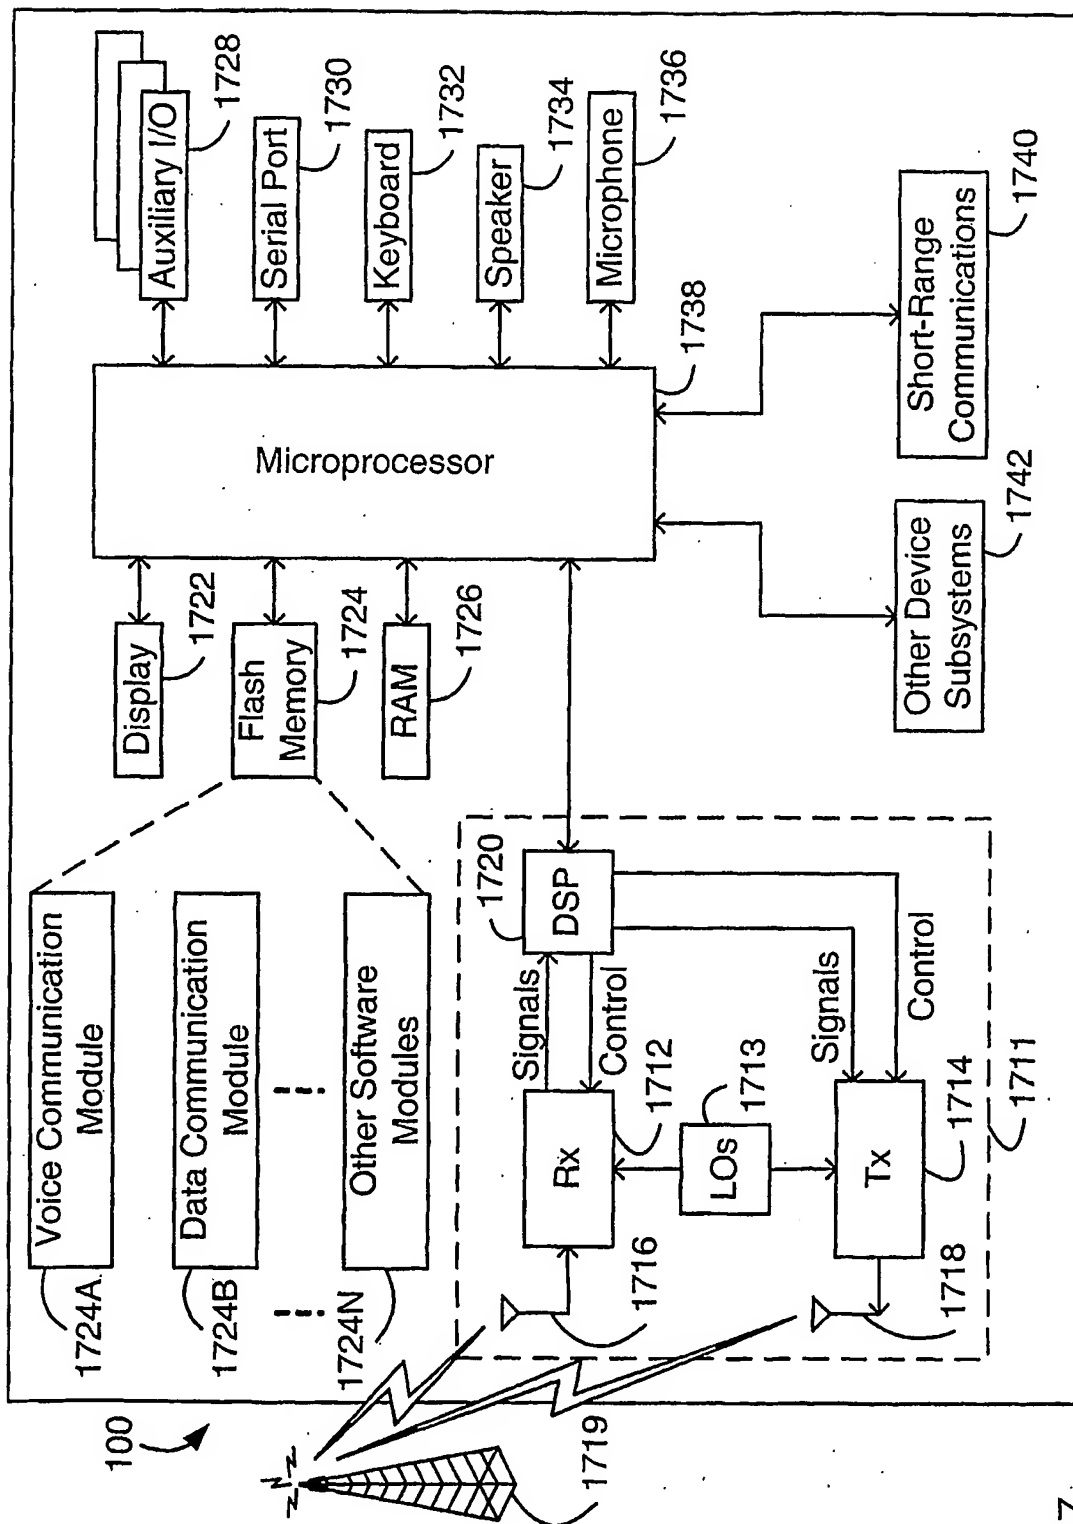 100
1719
1724A
Voice Communication
Module
1724B
Data Communication
Module
1724N
Other Software
Modules
Display
1722
Flash
Memory
1724
RAM
1726
Microprocessor
1738
Auxiliary I/O
1728
Serial Port
1730
Keyboard
1732
Speaker
1734
Microphone
1736
Short-Range
Communications
1740
Other Device
Subsystems
1742
1720
DSP
Signals
Control
Rx
1712
1716
LOs
1713
Signals
Control
Tx
1714
1718
1711
7